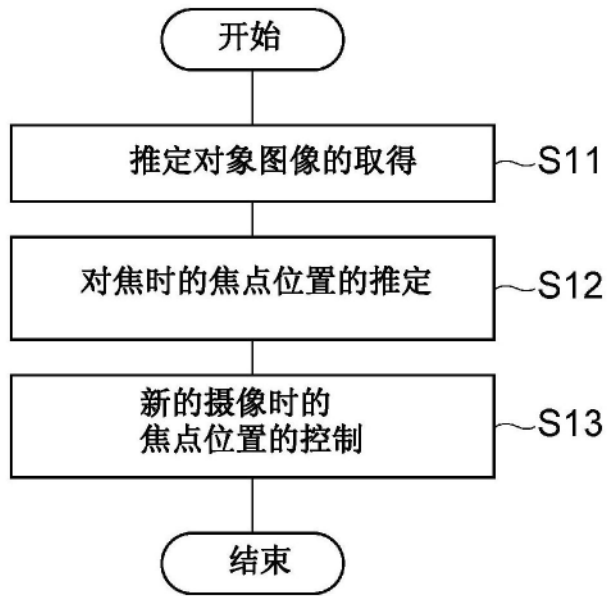 开始
推定对象图像的取得
S11
对焦时的焦点位置的推定
S12
新的摄像时的
焦点位置的控制
S13
结束